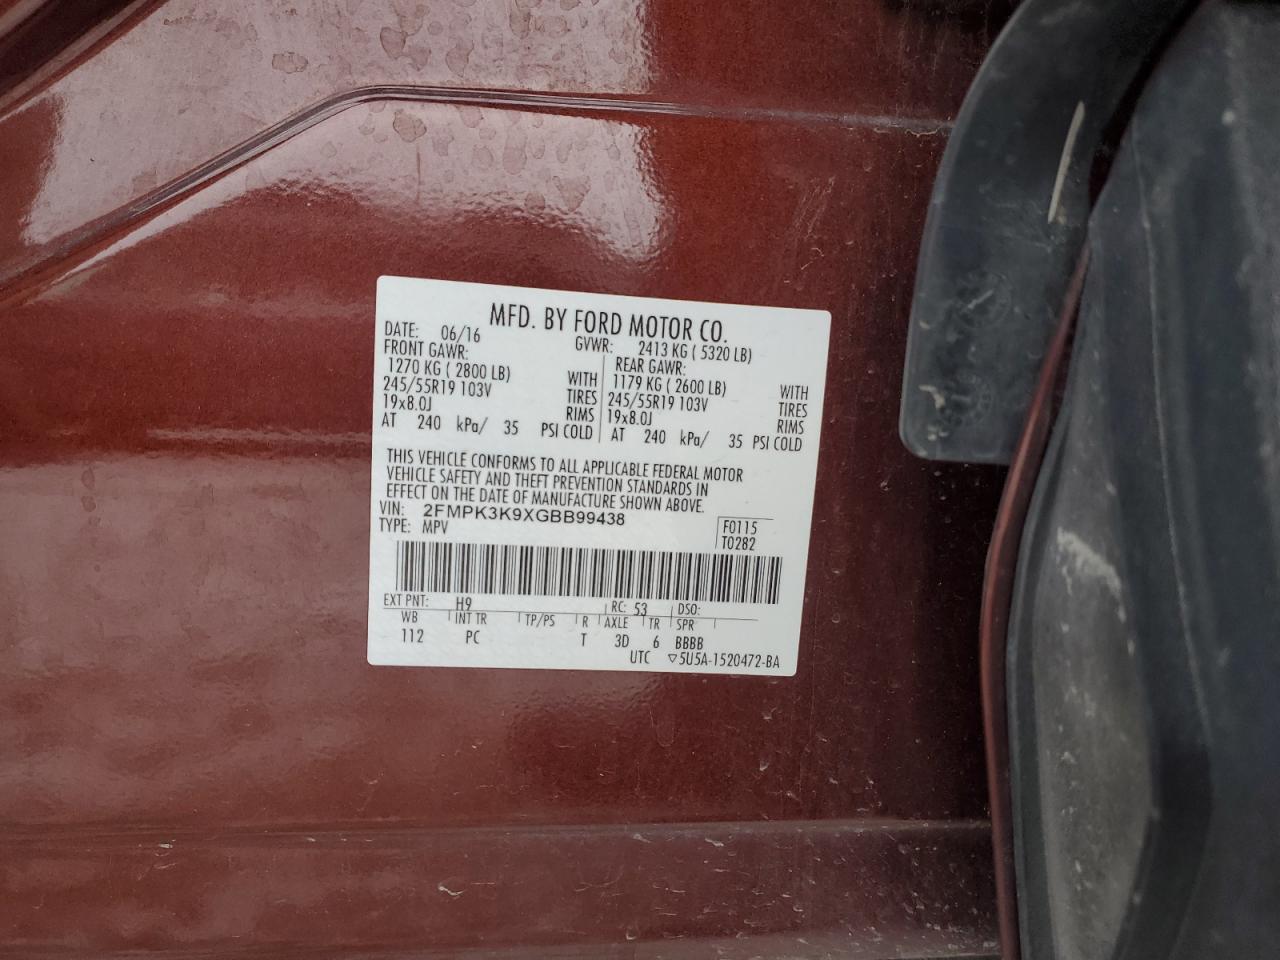 MFD. BY FORD MOTOR CO.
DATE: 06/16 GVWR: 2413 KG ( 5320 LB)
FRONT GAWR: REAR GAWR:
1270 KG ( 2800 LB) WITH 1179 KG ( 2600 LB) WITH
245/55R19 103V TIRES 245/55R19 103V TIRES
19x8.0J RIMS 19x8.0J RIMS
AT 240 kPa/ 35 PSI COLD AT 240 kPa/ 35 PSI COLD
THIS VEHICLE CONFORMS TO ALL APPLICABLE FEDERAL MOTOR
VEHICLE SAFETY AND THEFT PREVENTION STANDARDS IN
EFFECT ON THE DATE OF MANUFACTURE SHOWN ABOVE.
VIN: 2FMPK3K9XGBB99438 F0115
TYPE: MPV T0282
EXT PNT: H9 RC: 53 DSO:
WB INT TR TP/PS R AXLE TR SPR
112 PC T 3D 6 BBBB
UTC ▽5U5A-1520472-BA